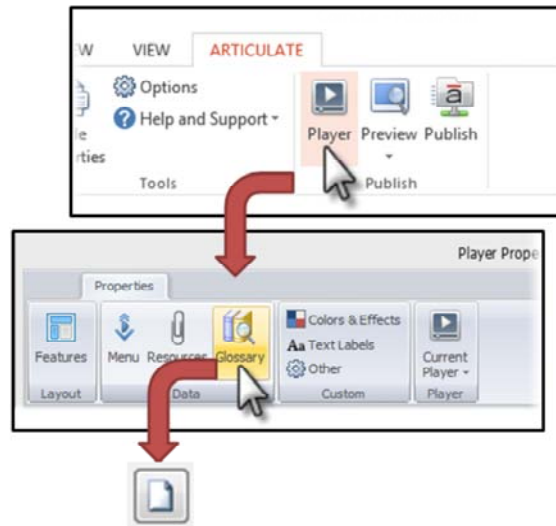 W VIEW ARTICULATE
Options
Help and Support
Player Preview Publish
rties
Tools Publish
Player Prope
Properties
Features Menu Resources Glossary
Colors & Effects
Aa Text Labels
Other
Current
Player
Layout Data Custom Player